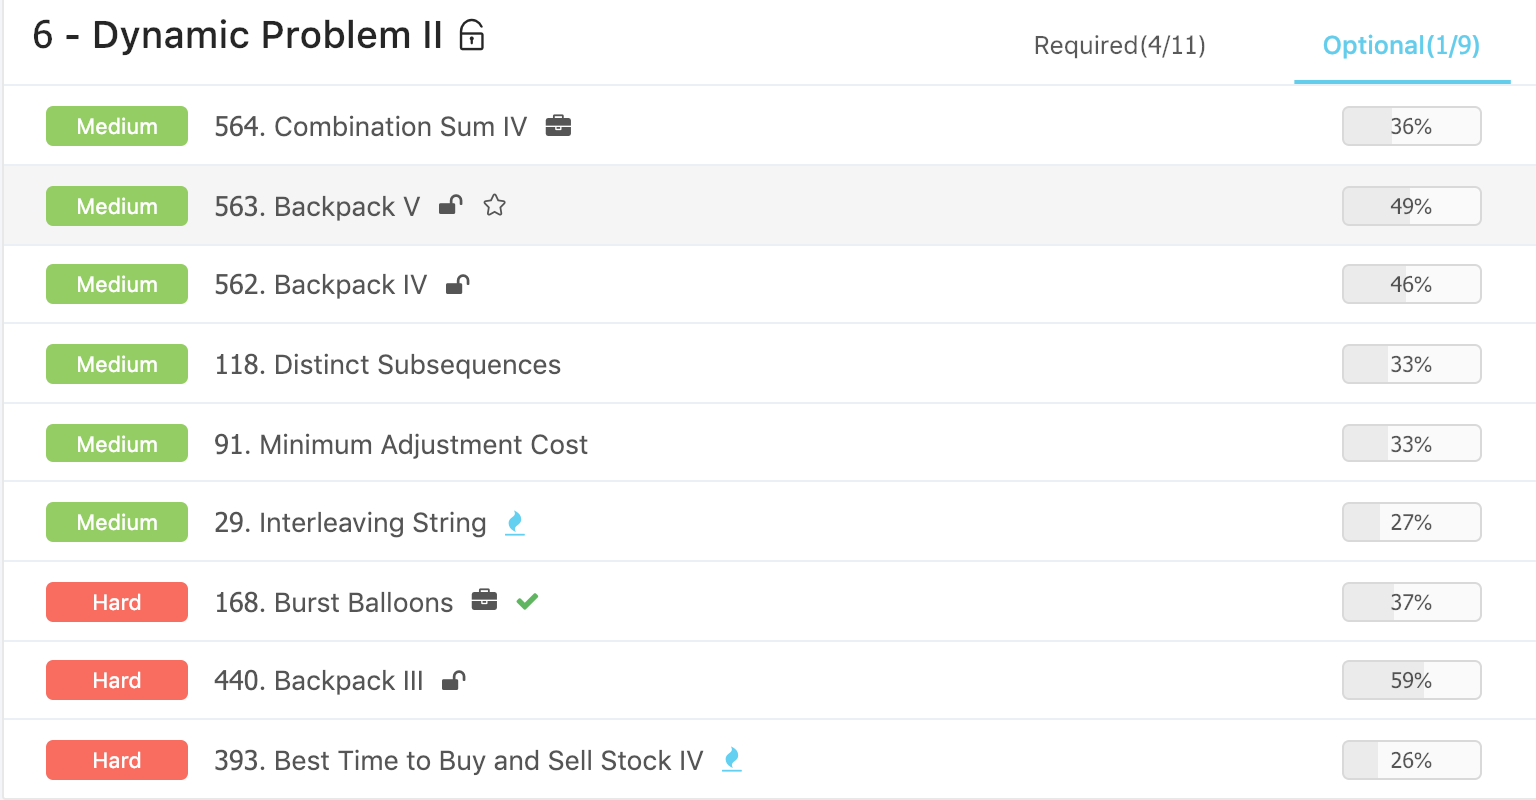 6 - Dynamic Problem II
Required(4/11) Optional(1/9)
Medium 564. Combination Sum IV 36%
Medium 563. Backpack V 49%
Medium 562. Backpack IV 46%
Medium 118. Distinct Subsequences 33%
Medium 91. Minimum Adjustment Cost 33%
Medium 29. Interleaving String 27%
Hard 168. Burst Balloons 37%
Hard 440. Backpack III 59%
Hard 393. Best Time to Buy and Sell Stock IV 26%